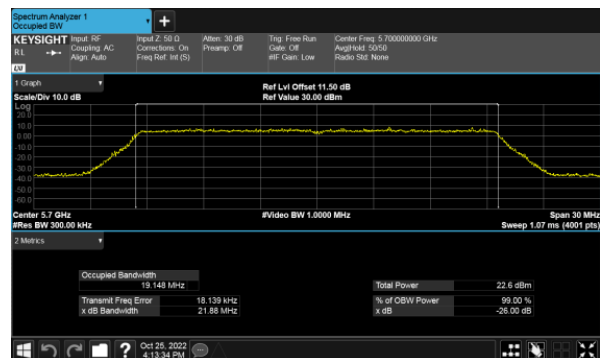 Spectrum Analyzer 1
Occupied BW
KEYSIGHT Input: RF Input Z: 50 Ω Atten: 30 dB Trig: Free Run Center Freq: 5.700000000 GHz
RL Coupling: AC Corrections: On Preamp: Off Gate: Off Avg|Hold: 50/50
Align: Auto Freq Ref: Int (S) #IF Gain: Low Radio Std: None
LXI
1 Graph
Ref Lvl Offset 11.50 dB
Scale/Div 10.0 dB Ref Value 30.00 dBm
Log
20.0
10.0
0.00
-10.0
-20.0
-30.0
-40.0
-50.0
-60.0
Center 5.7 GHz #Video BW 1.0000 MHz Span 30 MHz
#Res BW 300.00 kHz Sweep 1.07 ms (4001 pts)
2 Metrics
Occupied Bandwidth
19.148 MHz Total Power 22.6 dBm
Transmit Freq Error 18.139 kHz % of OBW Power 99.00 %
x dB Bandwidth 21.88 MHz x dB -26.00 dB
? Oct 25, 2022
4:13:34 PM